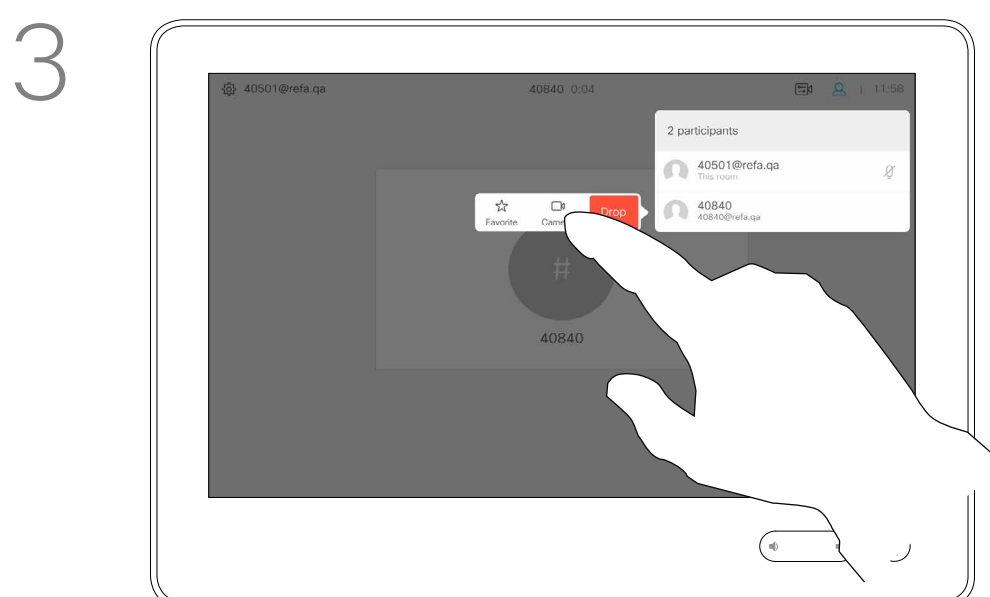 3
40501@refa.qa 40840 0:04 | 11:58
2 participants
40501@refa.qa
This room
40840
40840@refa.qa
Favorite Drop
#
40840